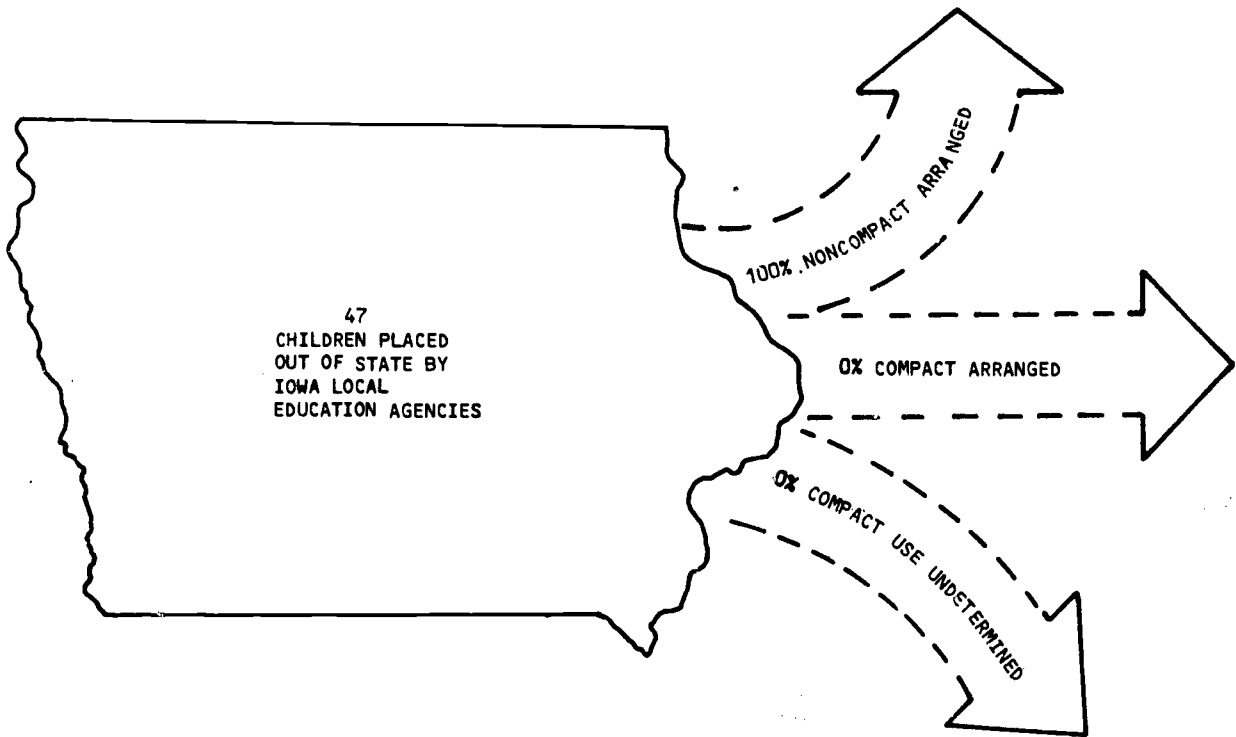 47
CHILDREN PLACED
OUT OF STATE BY
IOWA LOCAL
EDUCATION AGENCIES
100% NONCOMPACT ARRANGED
0% COMPACT ARRANGED
0% COMPACT USE UNDETERMINED